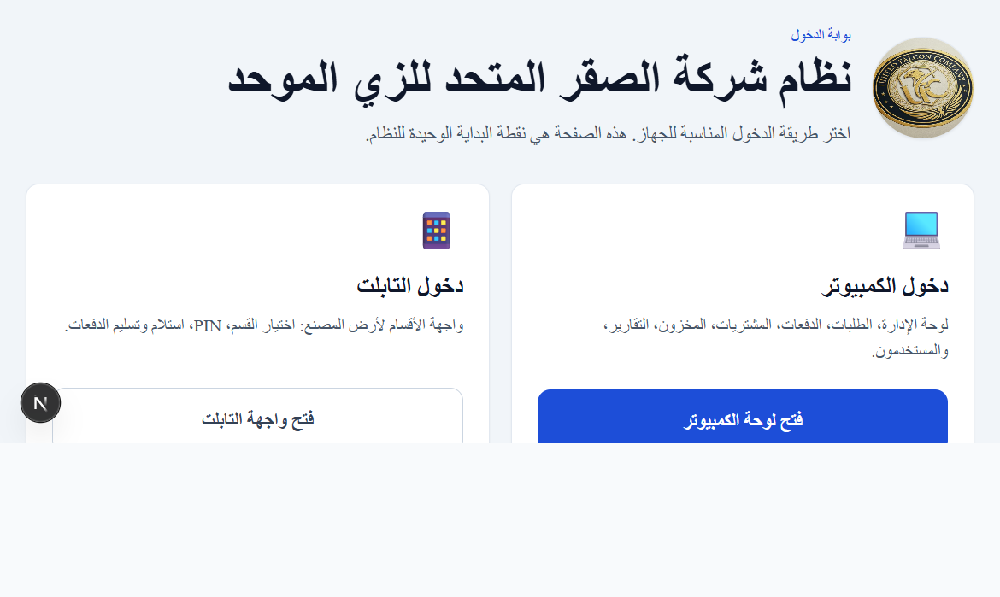 بوابة الدخول
نظام شركة الصقر المتحد للزي الموحد
اختر طريقة الدخول المناسبة للجهاز. هذه الصفحة هي نقطة البداية الوحيدة للنظام.
UNITED FALCON COMPANY
دخول الكمبيوتر
لوحة الإدارة، الطلبات، الدفعات، المشتريات، المخزون، التقارير،
والمستخدمون.
فتح لوحة الكمبيوتر
دخول التابلت
واجهة الأقسام لأرض المصنع: اختيار القسم، PIN، استلام وتسليم الدفعات.
فتح واجهة التابلت
N